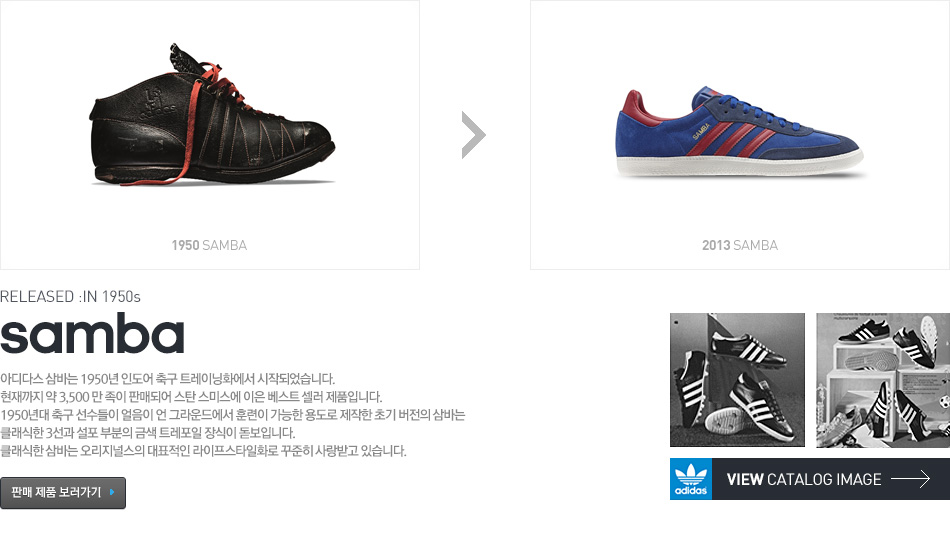 adidas
SAMBA
1950 SAMBA
2013 SAMBA
RELEASED :IN 1950s
samba
아디다스 삼바는 1950년 인도어 축구 트레이닝화에서 시작되었습니다.
현재까지 약 3,500 만 족이 판매되어 스탄 스미스에 이은 베스트 셀러 제품입니다.
1950년대 축구 선수들이 얼음이 언 그라운드에서 훈련이 가능한 용도로 제작한 초기 버전의 삼바는
클래식한 3선과 설포 부분의 금색 트레포일 장식이 돋보입니다.
클래식한 삼바는 오리지널스의 대표적인 라이프스타일화로 꾸준히 사랑받고 있습니다.
판매 제품 보러가기
adidas
VIEW CATALOG IMAGE